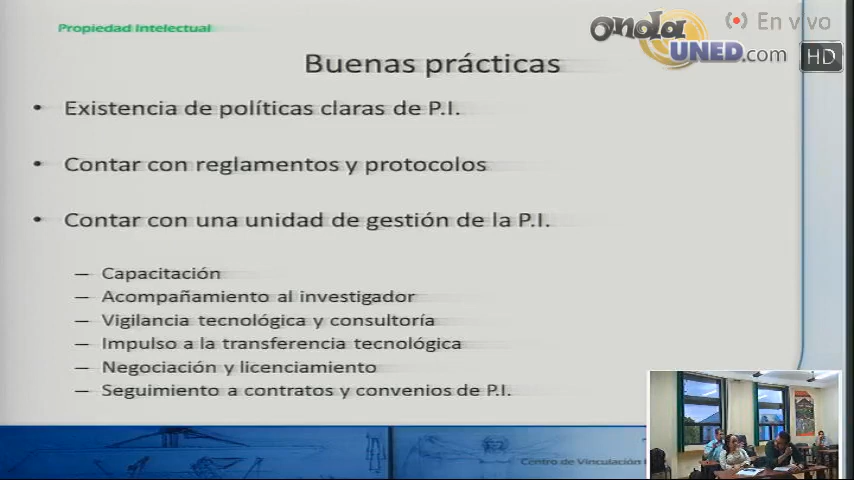 Propiedad Intelectual
onda UNED.com
En vivo
HD
Buenas prácticas
• Existencia de políticas claras de P.I.
• Contar con reglamentos y protocolos
• Contar con una unidad de gestión de la P.I.
– Capacitación
– Acompañamiento al investigador
– Vigilancia tecnológica y consultoría
– Impulso a la transferencia tecnológica
– Negociación y licenciamiento
– Seguimiento a contratos y convenios de P.I.
Centro de Vinculación